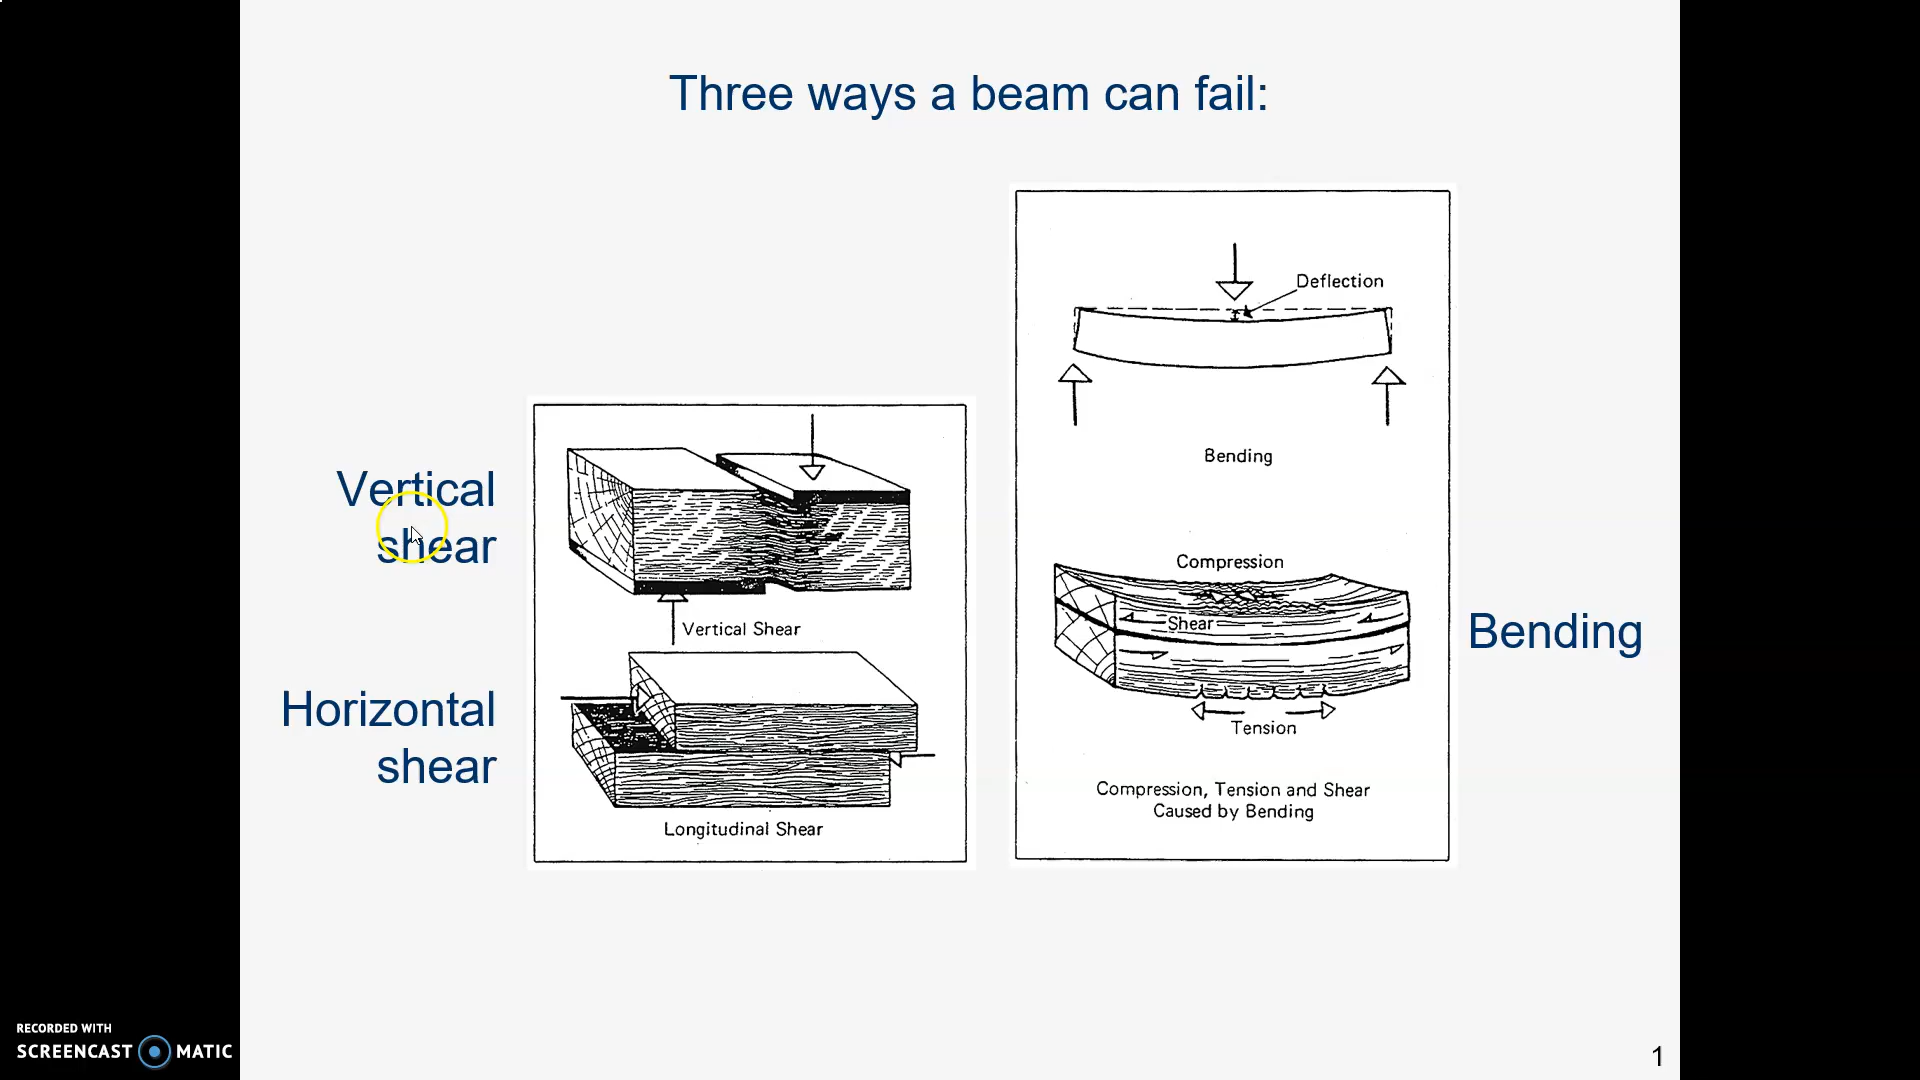 Three ways a beam can fail:
Vertical
shear
Vertical Shear
Horizontal
shear
Longitudinal Shear
Deflection
Bending
Compression
Shear
Tension
Compression, Tension and Shear
Caused by Bending
Bending
RECORDED WITH
SCREENCAST MATIC
1